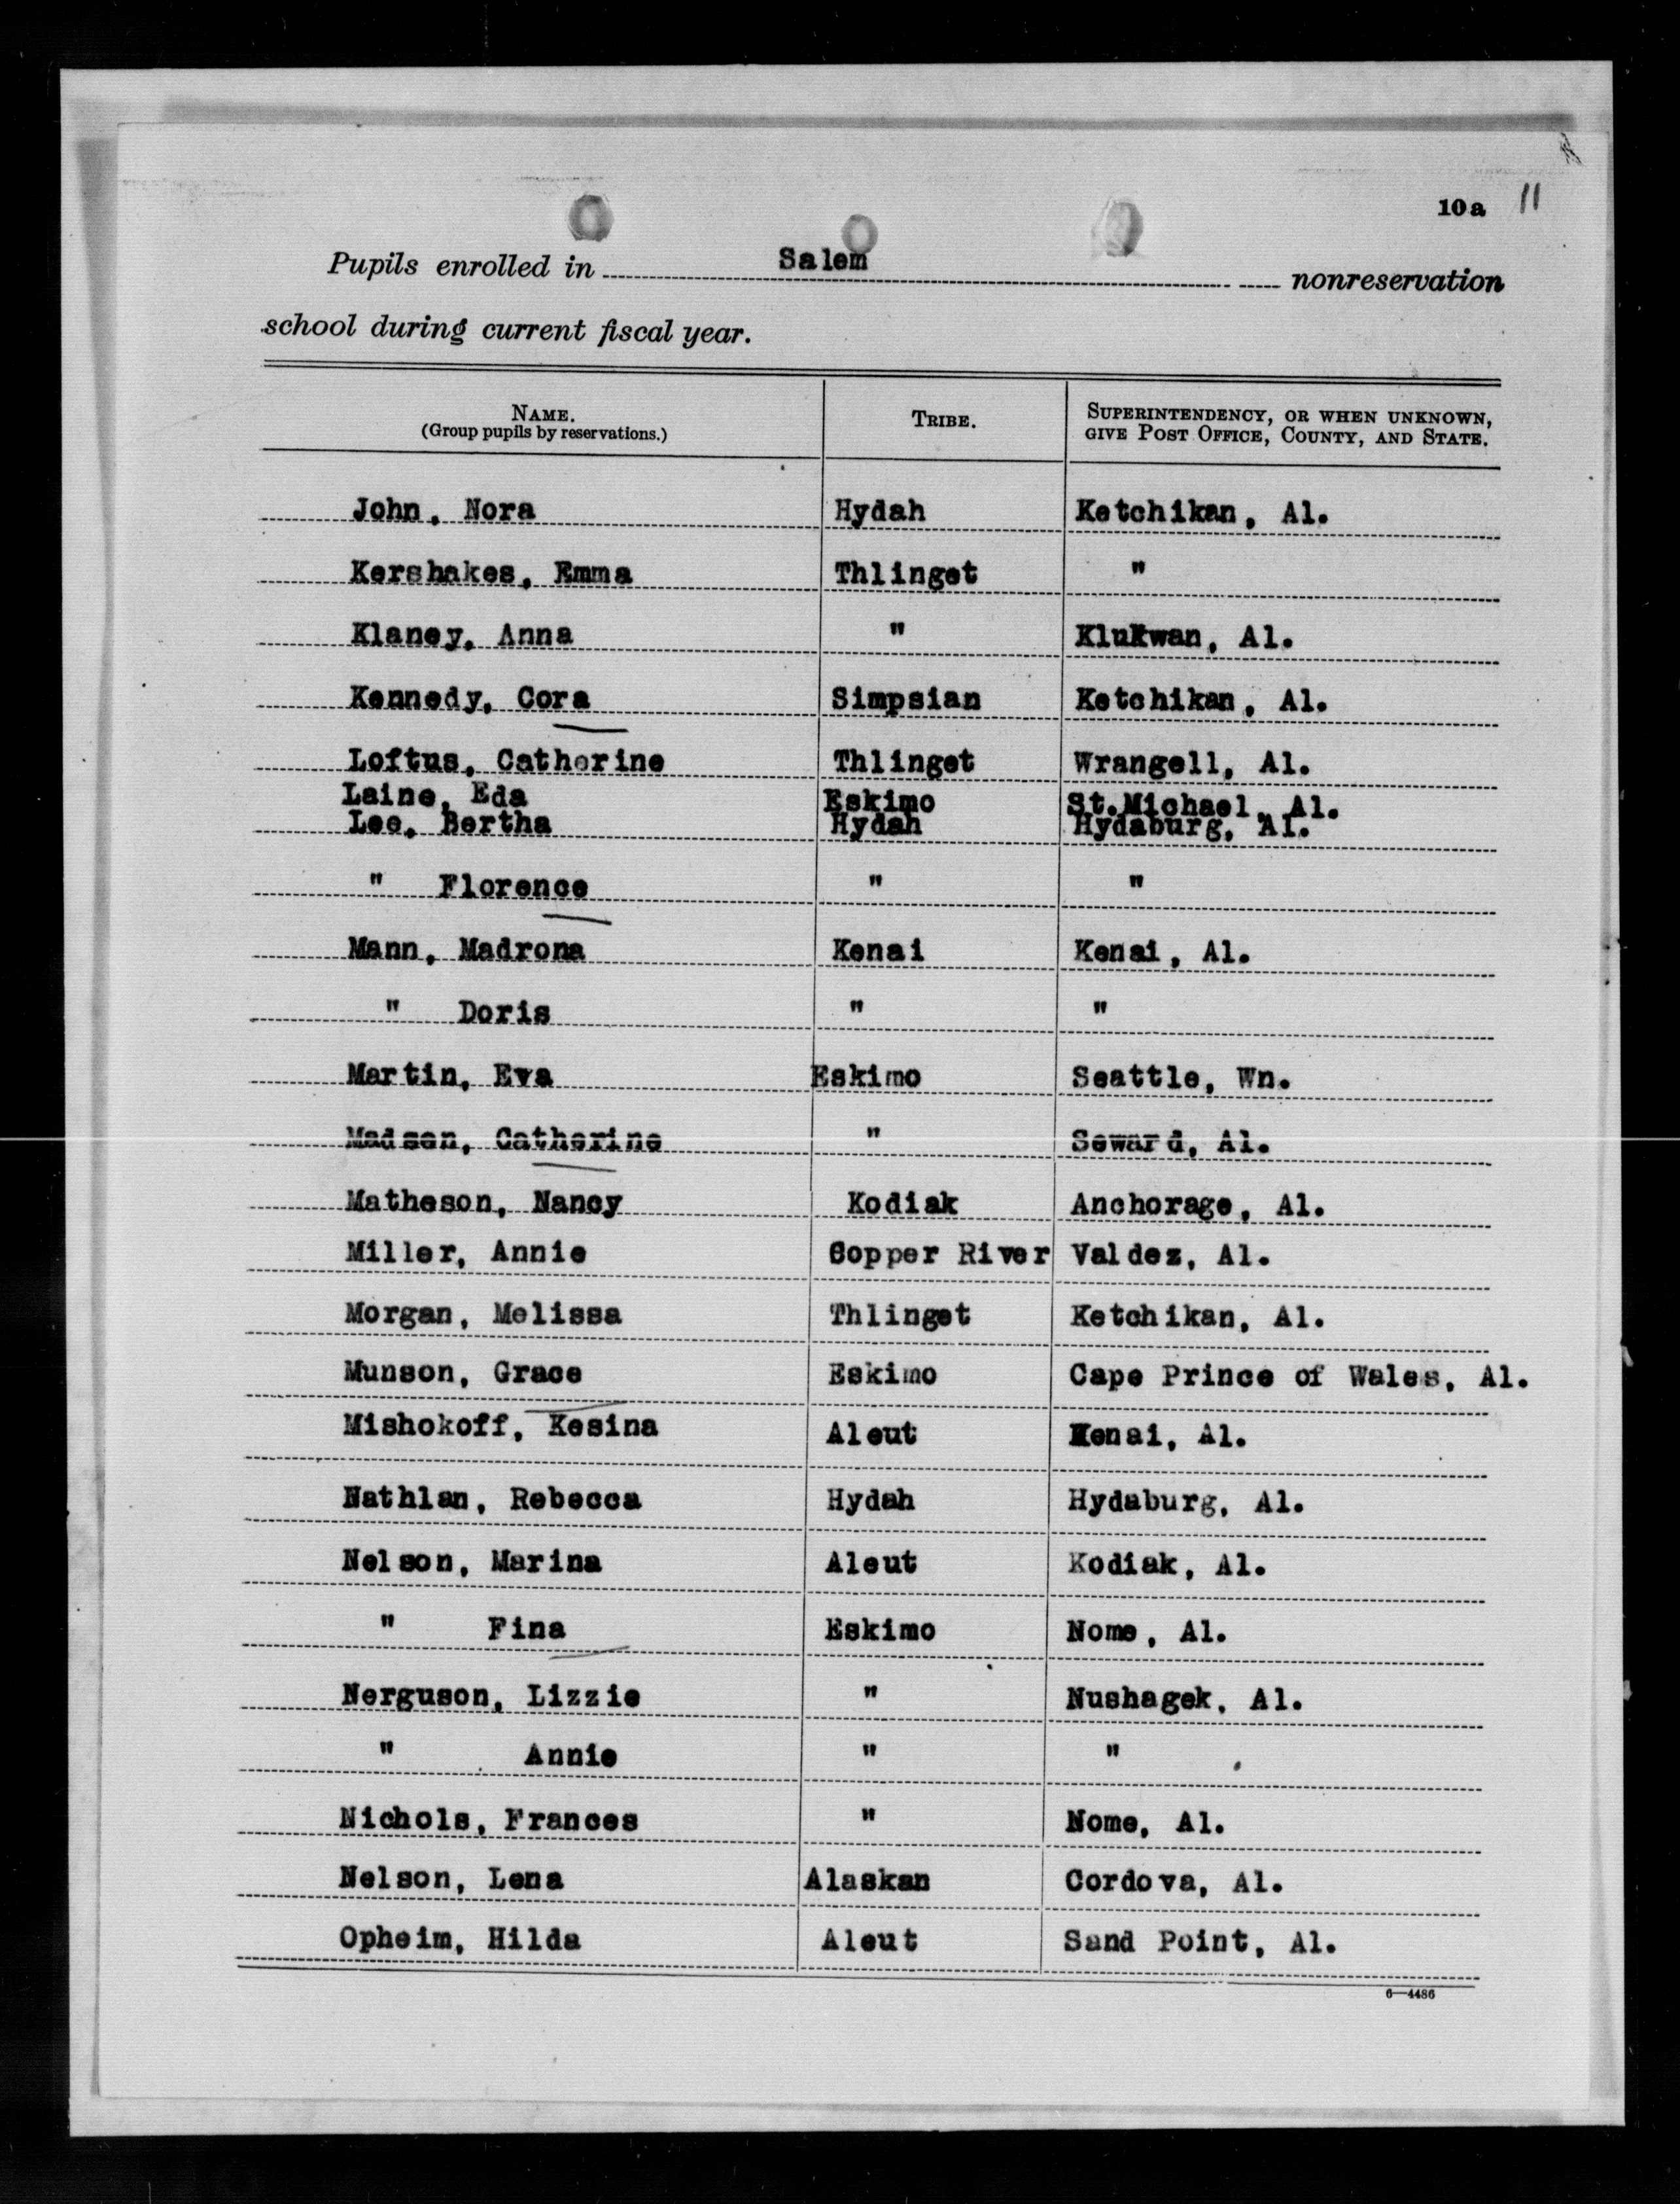 10a 11
Pupils enrolled in Salem nonreservation
school during current fiscal year.
NAME. TRIBE. SUPERINTENDENCY, OR WHEN UNKNOWN,
(Group pupils by reservations.) GIVE POST OFFICE, COUNTY, AND STATE.
John, Nora Hydah Ketchikan, Al.
Kershakes, Emma Thlinget "
Klaney, Anna " Klukwan, Al.
Kennedy, Cora Simpsian Ketchikan, Al.
Loftus, Catherine Thlinget Wrangell, Al.
Laine, Eda Eskimo St.Michael, Al.
Lee, Bertha Hydah Hydaburg, Al.
" Florence " "
Mann, Madrona Kenai Kenai, Al.
" Doris " "
Martin, Eva Eskimo Seattle, Wn.
Madsen, Catherine " Seward, Al.
Matheson, Nancy Kodiak Anchorage, Al.
Miller, Annie Copper River Valdez, Al.
Morgan, Melissa Thlinget Ketchikan, Al.
Munson, Grace Eskimo Cape Prince of Wales, Al.
Mishokoff, Kesina Aleut Kenai, Al.
Nathlan, Rebecca Hydah Hydaburg, Al.
Nelson, Marina Aleut Kodiak, Al.
" Fina Eskimo Nome, Al.
Nerguson, Lizzie " Nushagek, Al.
" Annie " "
Nichols, Frances " Nome, Al.
Nelson, Lena Alaskan Cordova, Al.
Opheim, Hilda Aleut Sand Point, Al.
6—4486